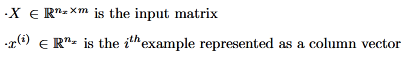 ·X ∈ ℝ^{n_x×m} is the input matrix
·x^{(i)} ∈ ℝ^{n_x} is the i^{th}example represented as a column vector